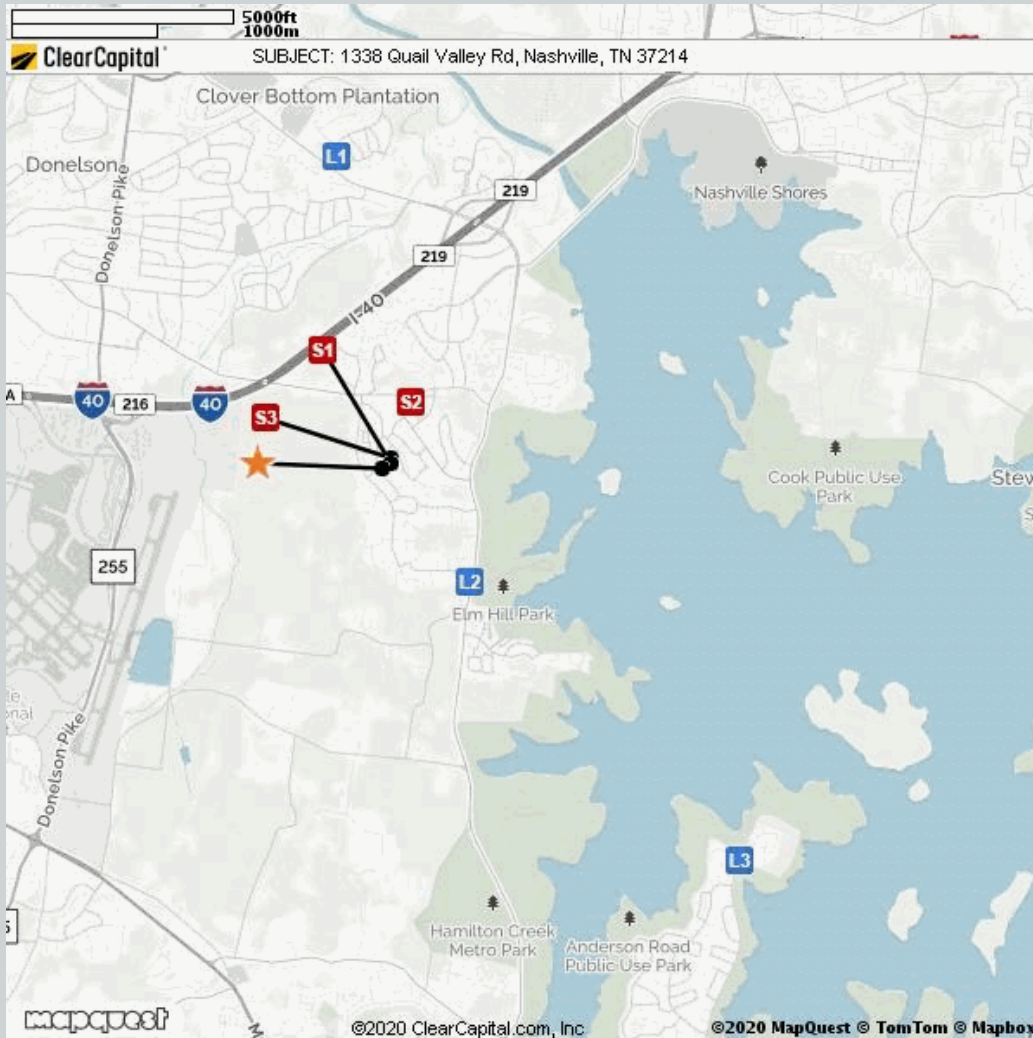 5000ft
1000m
ClearCapital
SUBJECT: 1338 Quail Valley Rd, Nashville, TN 37214
Clover Bottom Plantation
L1
Donelson
Donelson Pike
219
Nashville Shores
219
I-40
S1
A
40
216
40
S2
S3
Cook Public Use
Park
255
L2
Elm Hill Park
Donelson Pike
L3
Hamilton Creek
Metro Park
Anderson Road
Public Use Park
mapquest
©2020 ClearCapital.com, Inc
©2020 MapQuest © TomTom © Mapbox